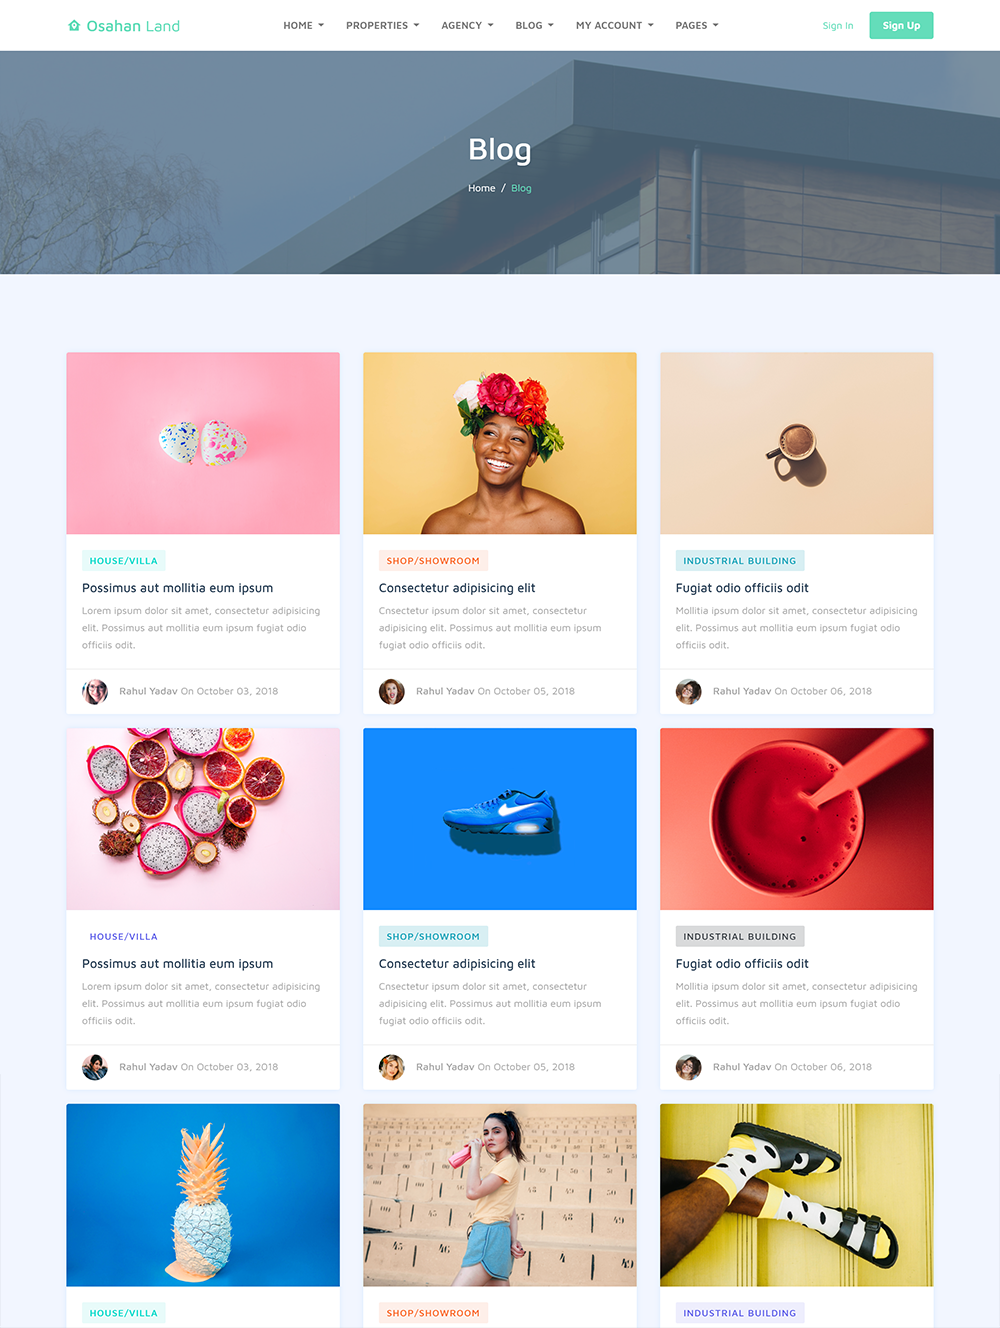 Osahan Land
HOME PROPERTIES AGENCY BLOG MY ACCOUNT PAGES
Sign In
Sign Up
Blog
Home / Blog
HOUSE/VILLA
Possimus aut mollitia eum ipsum
Lorem ipsum dolor sit amet, consectetur adipisicing
elit. Possimus aut mollitia eum ipsum fugiat odio
officiis odit.
Rahul Yadav On October 03, 2018
SHOP/SHOWROOM
Consectetur adipisicing elit
Cnsectetur ipsum dolor sit amet, consectetur
adipisicing elit. Possimus aut mollitia eum ipsum
fugiat odio officiis odit.
Rahul Yadav On October 05, 2018
INDUSTRIAL BUILDING
Fugiat odio officiis odit
Mollitia ipsum dolor sit amet, consectetur adipisicing
elit. Possimus aut mollitia eum ipsum fugiat odio
officiis odit.
Rahul Yadav On October 06, 2018
HOUSE/VILLA
Possimus aut mollitia eum ipsum
Lorem ipsum dolor sit amet, consectetur adipisicing
elit. Possimus aut mollitia eum ipsum fugiat odio
officiis odit.
Rahul Yadav On October 03, 2018
SHOP/SHOWROOM
Consectetur adipisicing elit
Cnsectetur ipsum dolor sit amet, consectetur
adipisicing elit. Possimus aut mollitia eum ipsum
fugiat odio officiis odit.
Rahul Yadav On October 05, 2018
INDUSTRIAL BUILDING
Fugiat odio officiis odit
Mollitia ipsum dolor sit amet, consectetur adipisicing
elit. Possimus aut mollitia eum ipsum fugiat odio
officiis odit.
Rahul Yadav On October 06, 2018
HOUSE/VILLA
SHOP/SHOWROOM
INDUSTRIAL BUILDING